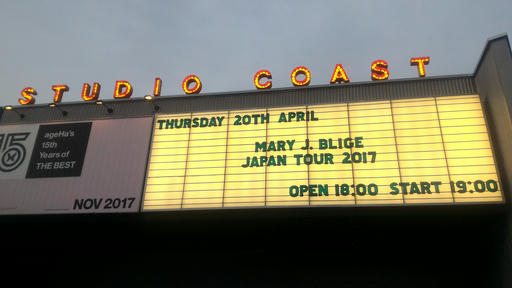 STUDIO COAST
THURSDAY 20TH APRIL
MARY J. BLIGE
JAPAN TOUR 2017
OPEN 18:00 START 19:00
15
ageHa's
15th
Years of
THE BEST
NOV 2017